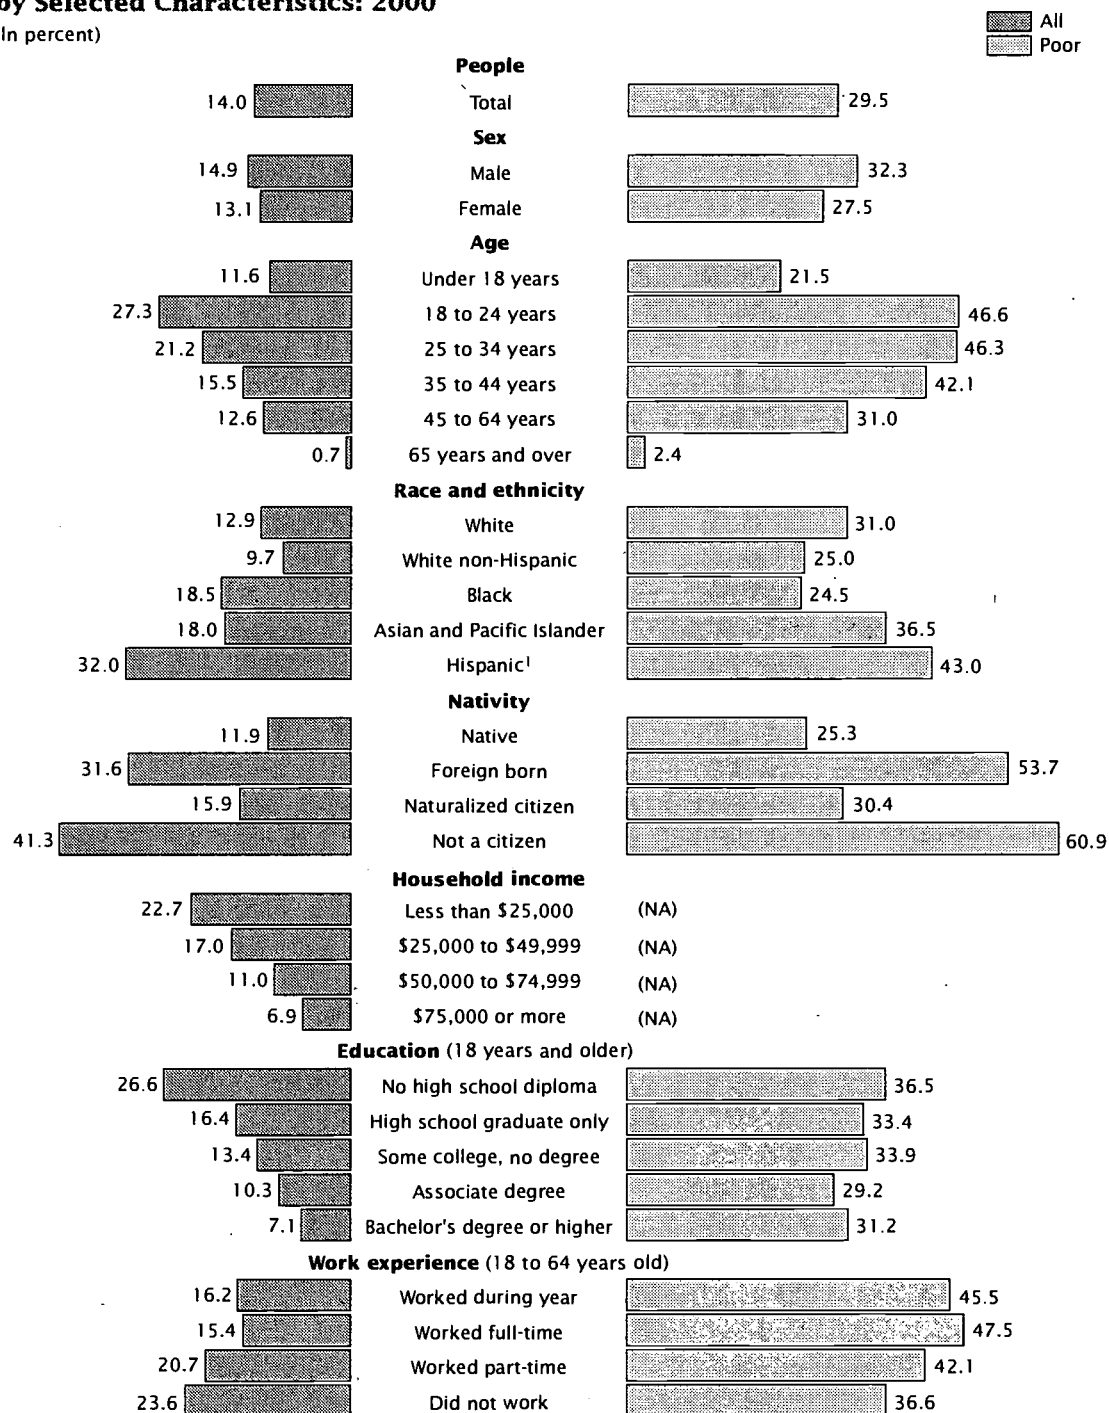 by Selected Characteristics: 2000
In percent)
All
Poor
People
14.0 Total 29.5
Sex
14.9 Male 32.3
13.1 Female 27.5
Age
11.6 Under 18 years 21.5
27.3 18 to 24 years 46.6
21.2 25 to 34 years 46.3
15.5 35 to 44 years 42.1
12.6 45 to 64 years 31.0
0.7 65 years and over 2.4
Race and ethnicity
12.9 White 31.0
9.7 White non-Hispanic 25.0
18.5 Black 24.5
18.0 Asian and Pacific Islander 36.5
32.0 Hispanic¹ 43.0
Nativity
11.9 Native 25.3
31.6 Foreign born 53.7
15.9 Naturalized citizen 30.4
41.3 Not a citizen 60.9
Household income
22.7 Less than $25,000 (NA)
17.0 $25,000 to $49,999 (NA)
11.0 $50,000 to $74,999 (NA)
6.9 $75,000 or more (NA)
Education (18 years and older)
26.6 No high school diploma 36.5
16.4 High school graduate only 33.4
13.4 Some college, no degree 33.9
10.3 Associate degree 29.2
7.1 Bachelor's degree or higher 31.2
Work experience (18 to 64 years old)
16.2 Worked during year 45.5
15.4 Worked full-time 47.5
20.7 Worked part-time 42.1
23.6 Did not work 36.6